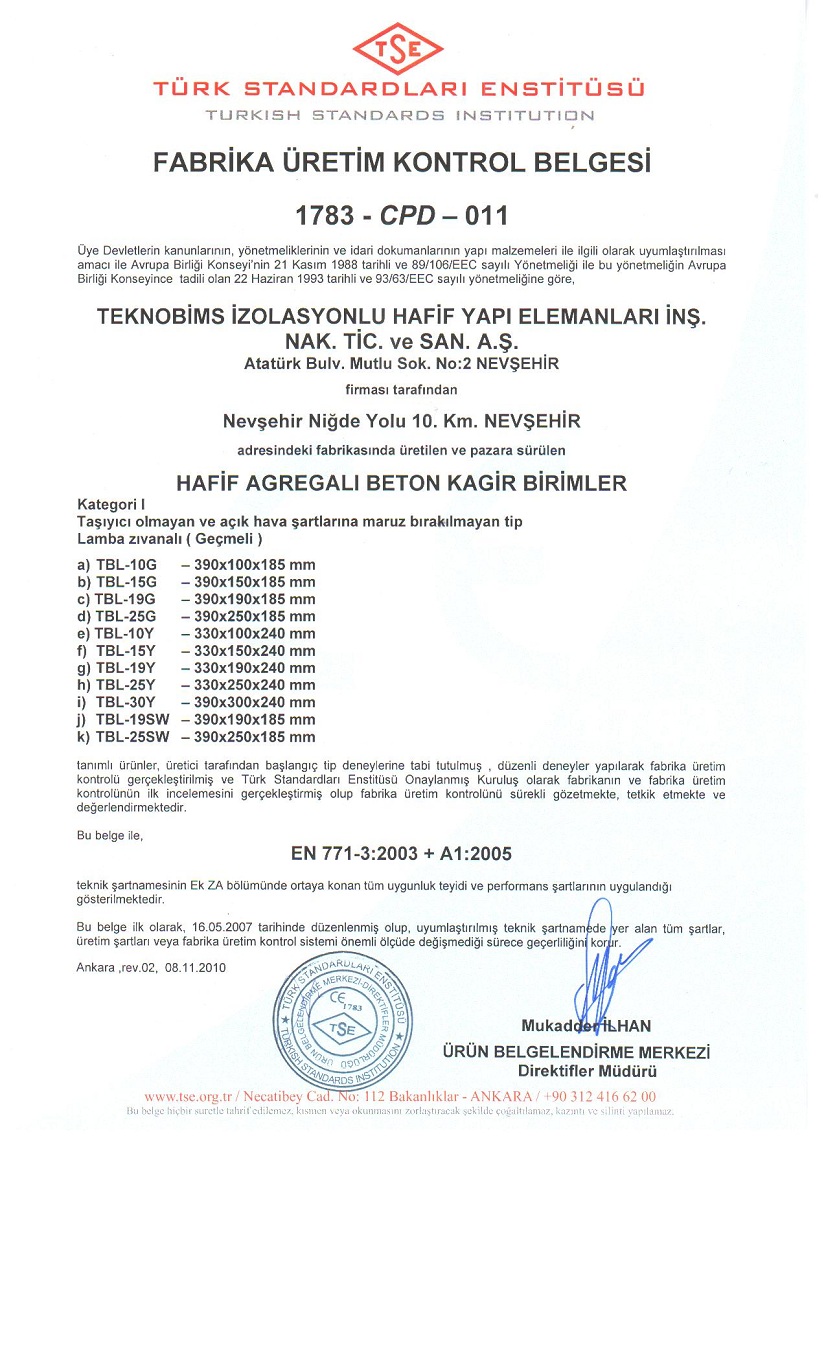 TSE
TÜRK STANDARDLARI ENSTİTÜSÜ
TURKISH STANDARDS INSTITUTION
FABRİKA ÜRETİM KONTROL BELGESİ
1783 - CPD – 011
Üye Devletlerin kanunlarının, yönetmeliklerinin ve idari dokumanlarının yapı malzemeleri ile ilgili olarak uyumlaştırılması
amacı ile Avrupa Birliği Konseyi'nin 21 Kasım 1988 tarihli ve 89/106/EEC sayılı Yönetmeliği ile bu yönetmeliğin Avrupa
Birliği Konseyince tadili olan 22 Haziran 1993 tarihli ve 93/63/EEC sayılı yönetmeliğine göre,
TEKNOBİMS İZOLASYONLU HAFİF YAPI ELEMANLARI İNŞ.
NAK. TİC. ve SAN. A.Ş.
Atatürk Bulv. Mutlu Sok. No:2 NEVŞEHİR
firması tarafından
Nevşehir Niğde Yolu 10. Km. NEVŞEHİR
adresindeki fabrikasında üretilen ve pazara sürülen
HAFİF AGREGALI BETON KAGİR BİRİMLER
Kategori I
Taşıyıcı olmayan ve açık hava şartlarına maruz bırakılmayan tip
Lamba zıvanalı ( Geçmeli )
a) TBL-10G – 390x100x185 mm
b) TBL-15G – 390x150x185 mm
c) TBL-19G – 390x190x185 mm
d) TBL-25G – 390x250x185 mm
e) TBL-10Y – 330x100x240 mm
f) TBL-15Y – 330x150x240 mm
g) TBL-19Y – 330x190x240 mm
h) TBL-25Y – 330x250x240 mm
i) TBL-30Y – 390x300x240 mm
j) TBL-19SW – 390x190x185 mm
k) TBL-25SW – 390x250x185 mm
tanımlı ürünler, üretici tarafından başlangıç tip deneylerine tabi tutulmuş , düzenli deneyler yapılarak fabrika üretim
kontrolü gerçekleştirilmiş ve Türk Standardları Enstitüsü Onaylanmış Kuruluş olarak fabrikanın ve fabrika üretim
kontrolünün ilk incelemesini gerçekleştirmiş olup fabrika üretim kontrolünü sürekli gözetmekte, tetkik etmekte ve
değerlendirmektedir.
Bu belge ile,
EN 771-3:2003 + A1:2005
teknik şartnamesinin Ek ZA bölümünde ortaya konan tüm uygunluk teyidi ve performans şartlarının uygulandığı
gösterilmektedir.
Bu belge ilk olarak, 16.05.2007 tarihinde düzenlenmiş olup, uyumlaştırılmış teknik şartnamede yer alan tüm şartlar,
üretim şartları veya fabrika üretim kontrol sistemi önemli ölçüde değişmediği sürece geçerliliğini korur.
Ankara ,rev.02, 08.11.2010
TÜRK STANDARDLARI ENSTİTÜSÜ
TURKISH STANDARDS INSTITUTION
ÜRÜN BELGELENDİRME MERKEZİ-DİREKTİFLER MÜDÜRLÜĞÜ
CE
1783
TSE
Mukadder İLHAN
ÜRÜN BELGELENDİRME MERKEZİ
Direktifler Müdürü
www.tse.org.tr / Necatibey Cad. No: 112 Bakanlıklar - ANKARA / +90 312 416 62 00
Bu belge hiçbir suretle tahrif edilemez, kısmen veya okunmasını zorlaştıracak şekilde çoğaltılamaz, kazıntı ve silinti yapılamaz.